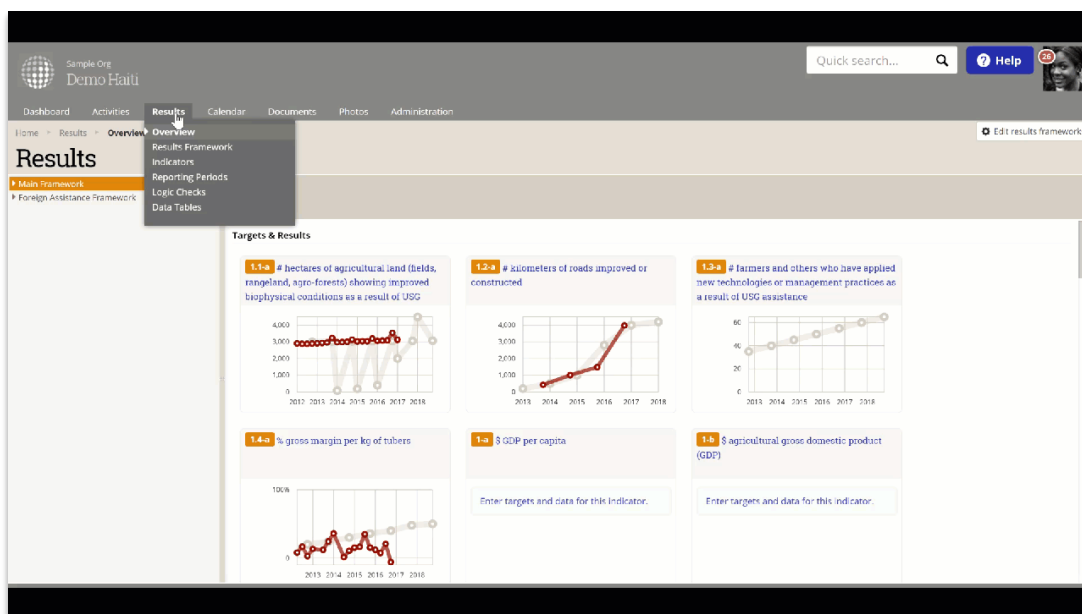 Sample Org
Demo Haiti
Quick search...
Help
26
Dashboard Activities Results Calendar Documents Photos Administration
Home Results Overview
Edit results framework
Results
Overview
Results Framework
Indicators
Reporting Periods
Logic Checks
Data Tables
Main Framework
Foreign Assistance Framework
Targets & Results
1.1-a # hectares of agricultural land (fields,
rangeland, agro-forests) showing improved
biophysical conditions as a result of USG
4,000
3,000
2,000
1,000
0
2012 2013 2014 2015 2016 2017 2018
1.2-a # kilometers of roads improved or
constructed
4,000
3,000
2,000
1,000
0
2013 2014 2015 2016 2017 2018
1.3-a # farmers and others who have applied
new technologies or management practices as
a result of USG assistance
60
40
20
0
2013 2014 2015 2016 2017 2018
1.4-a % gross margin per kg of tubers
100%
0
2013 2014 2015 2016 2017 2018
1-a $ GDP per capita
Enter targets and data for this indicator.
1-b $ agricultural gross domestic product
(GDP)
Enter targets and data for this indicator.